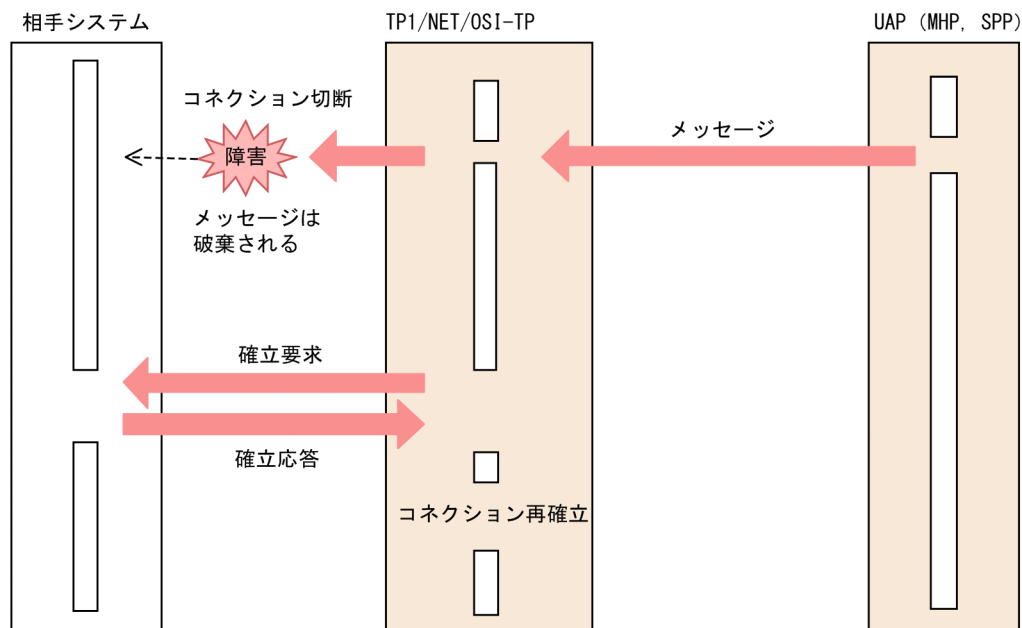 相手システム
TP1/NET/OSI-TP
UAP（MHP, SPP）
コネクション切断
メッセージ
障害
メッセージは
破棄される
確立要求
確立応答
コネクション再確立